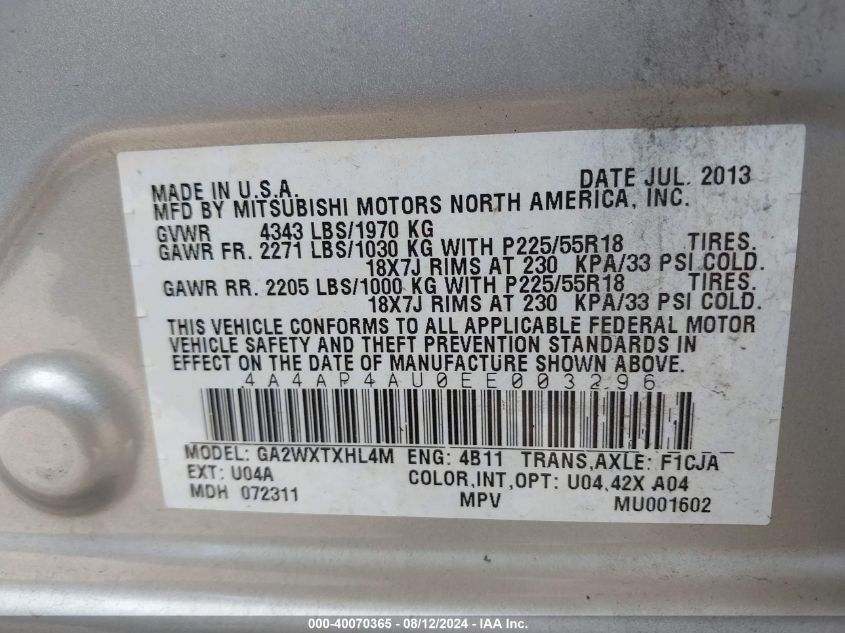 MADE IN U.S.A. DATE JUL. 2013
MFD BY MITSUBISHI MOTORS NORTH AMERICA, INC.
GVWR 4343 LBS/1970 KG
GAWR FR. 2271 LBS/1030 KG WITH P225/55R18 TIRES.
18X7J RIMS AT 230 KPA/33 PSI COLD.
GAWR RR. 2205 LBS/1000 KG WITH P225/55R18 TIRES.
18X7J RIMS AT 230 KPA/33 PSI COLD.
THIS VEHICLE CONFORMS TO ALL APPLICABLE FEDERAL MOTOR
VEHICLE SAFETY AND THEFT PREVENTION STANDARDS IN
EFFECT ON THE DATE OF MANUFACTURE SHOWN ABOVE.
4A4AP4AU0EE003296
MODEL: GA2WXTXHL4M ENG: 4B11 TRANS,AXLE: F1CJA
EXT: U04A COLOR,INT,OPT: U04,42X A04
MDH 072311 MPV MU001602
000-40070365 - 08/12/2024 - IAA Inc.